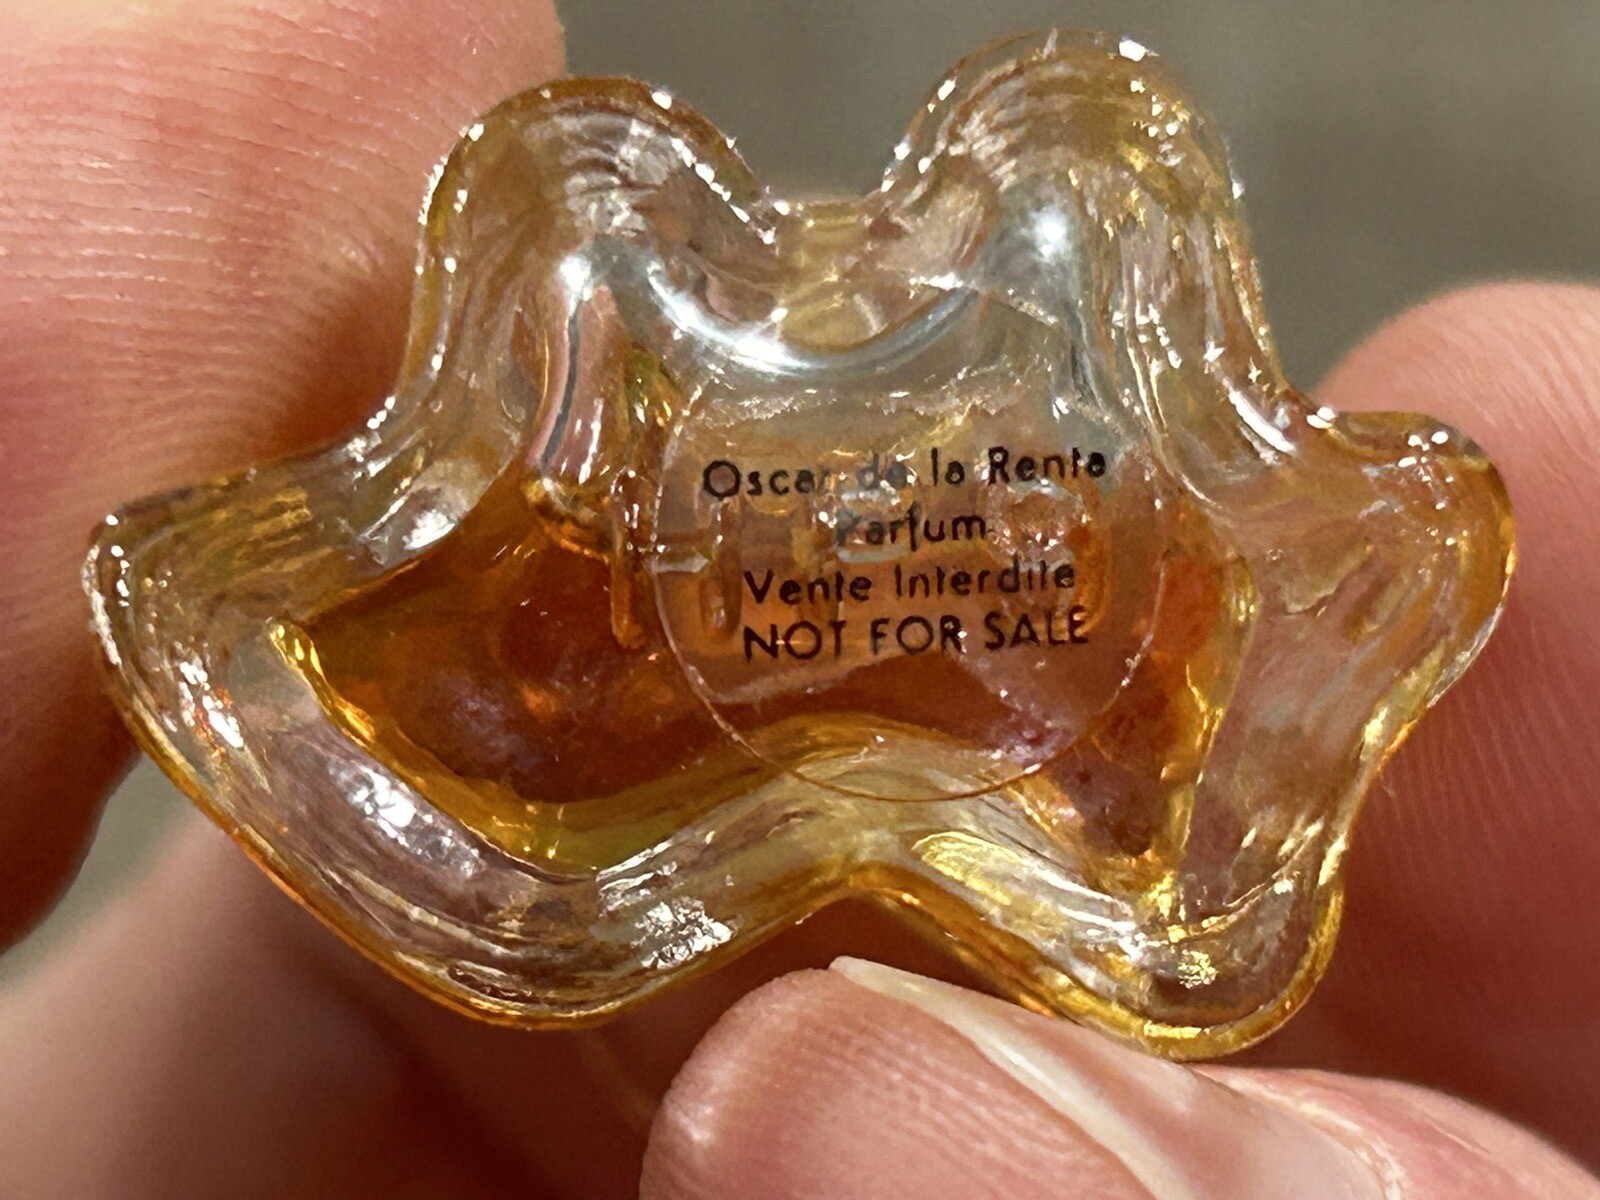 Oscar de la Renta
Parfum
Vente Interdite
NOT FOR SALE